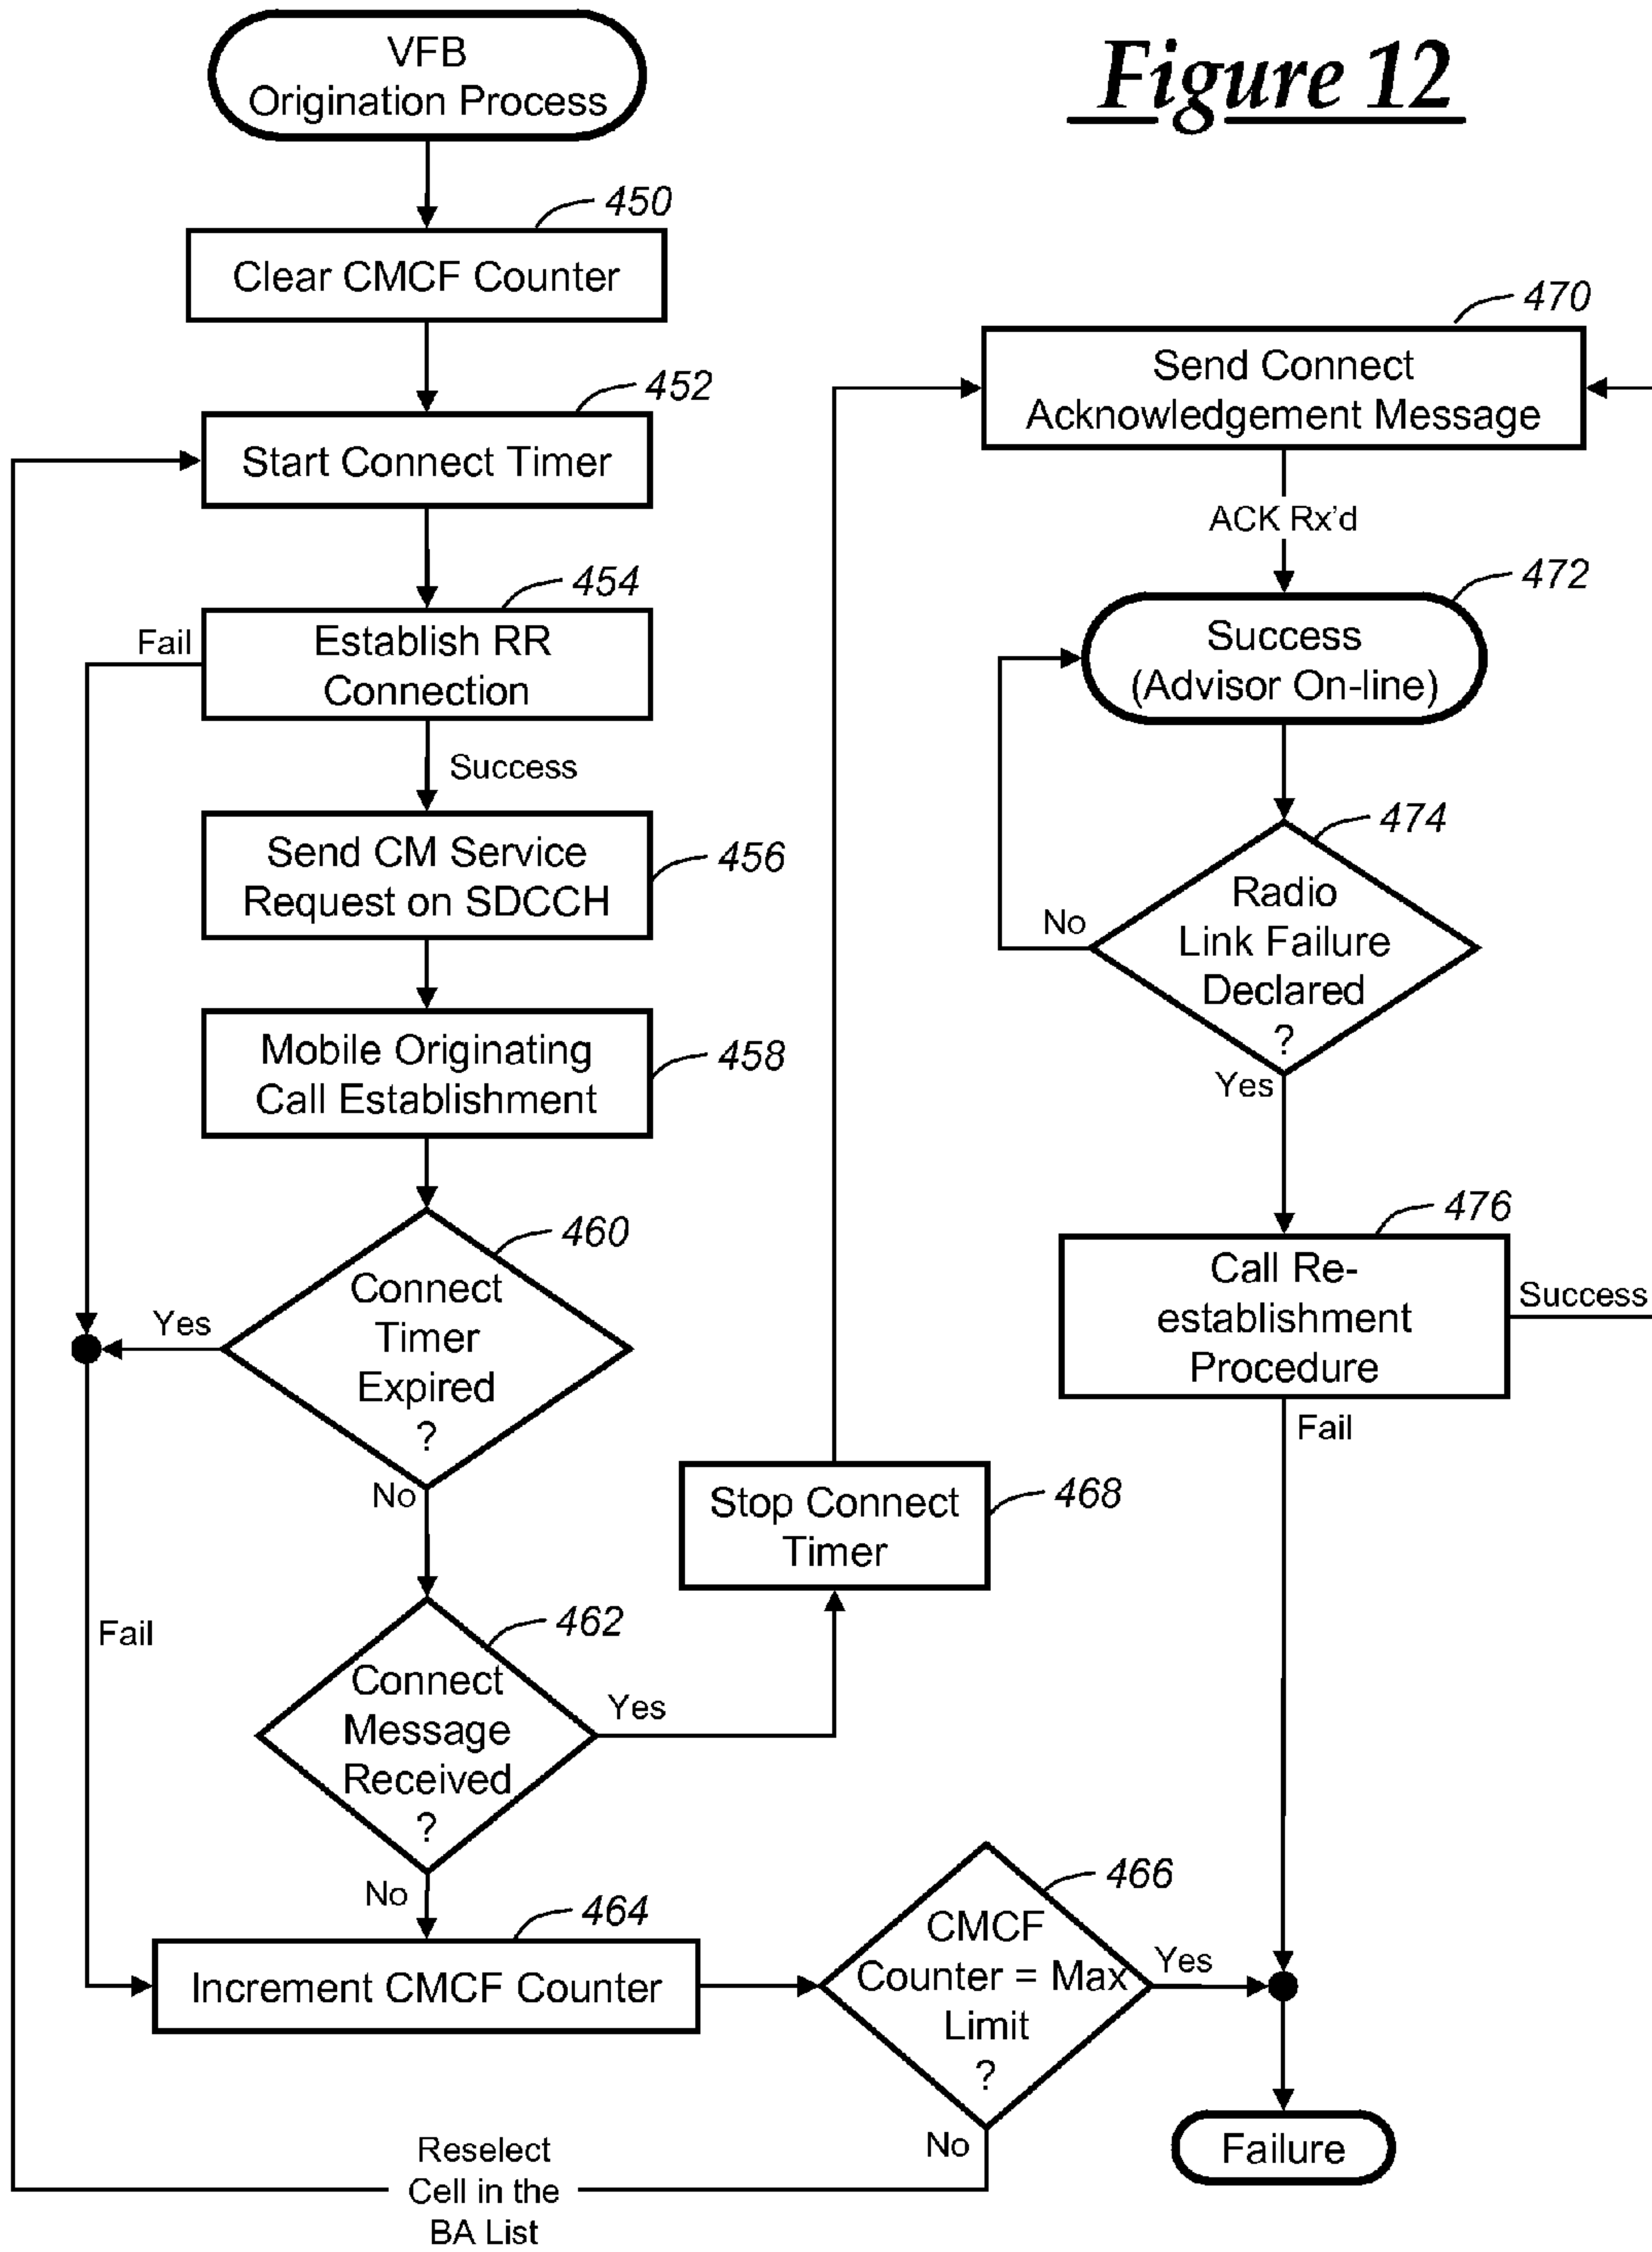 VFB
Origination Process
Figure 12
450
Clear CMCF Counter
452
Start Connect Timer
454
Fail
Establish RR
Connection
Success
Send CM Service
Request on SDCCH
456
Mobile Originating
Call Establishment
458
460
Connect
Timer
Expired
?
Yes
No
462
Connect
Message
Received
?
Yes
No
Fail
464
Increment CMCF Counter
466
CMCF
Counter = Max
Limit
?
Yes
No
Reselect
Cell in the
BA List
Stop Connect
Timer
468
470
Send Connect
Acknowledgement Message
ACK Rx'd
472
Success
(Advisor On-line)
474
Radio
Link Failure
Declared
?
No
Yes
476
Call Re-
establishment
Procedure
Success
Fail
Failure